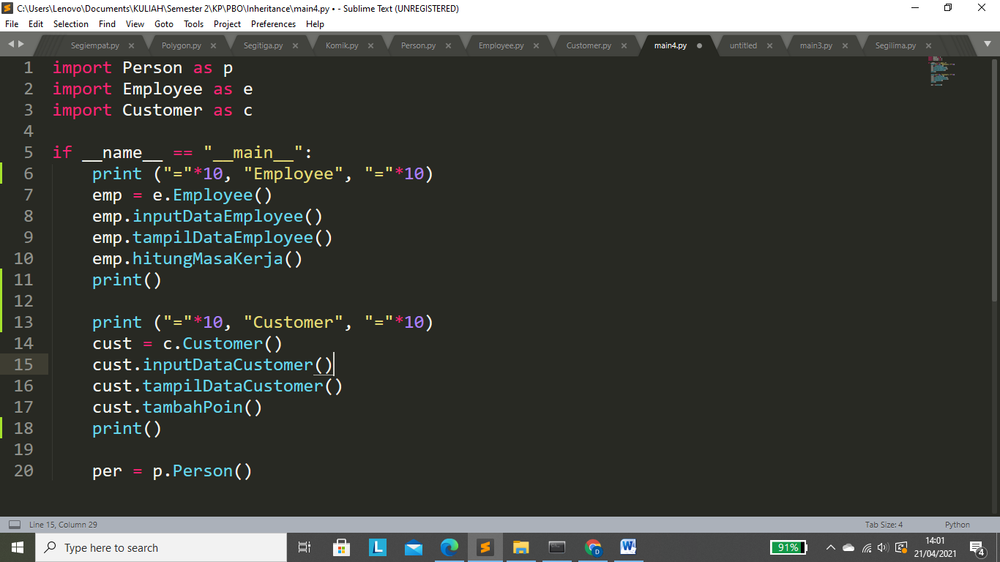 C:\Users\Lenovo\Documents\KULIAH\Semester 2\KP\PBO\Inheritance\main4.py • - Sublime Text (UNREGISTERED)
File Edit Selection Find View Goto Tools Project Preferences Help
Segiempat.py Polygon.py Segitiga.py Komik.py Person.py Employee.py Customer.py main4.py untitled main3.py Segilima.py
1 import Person as p
2 import Employee as e
3 import Customer as c
4
5 if __name__ == "__main__":
6 print ("="*10, "Employee", "="*10)
7 emp = e.Employee()
8 emp.inputDataEmployee()
9 emp.tampilDataEmployee()
10 emp.hitungMasaKerja()
11 print()
12
13 print ("="*10, "Customer", "="*10)
14 cust = c.Customer()
15 cust.inputDataCustomer()
16 cust.tampilDataCustomer()
17 cust.tambahPoin()
18 print()
19
20 per = p.Person()
Line 15, Column 29 Tab Size: 4 Python
Type here to search
91%
14:01
21/04/2021
4